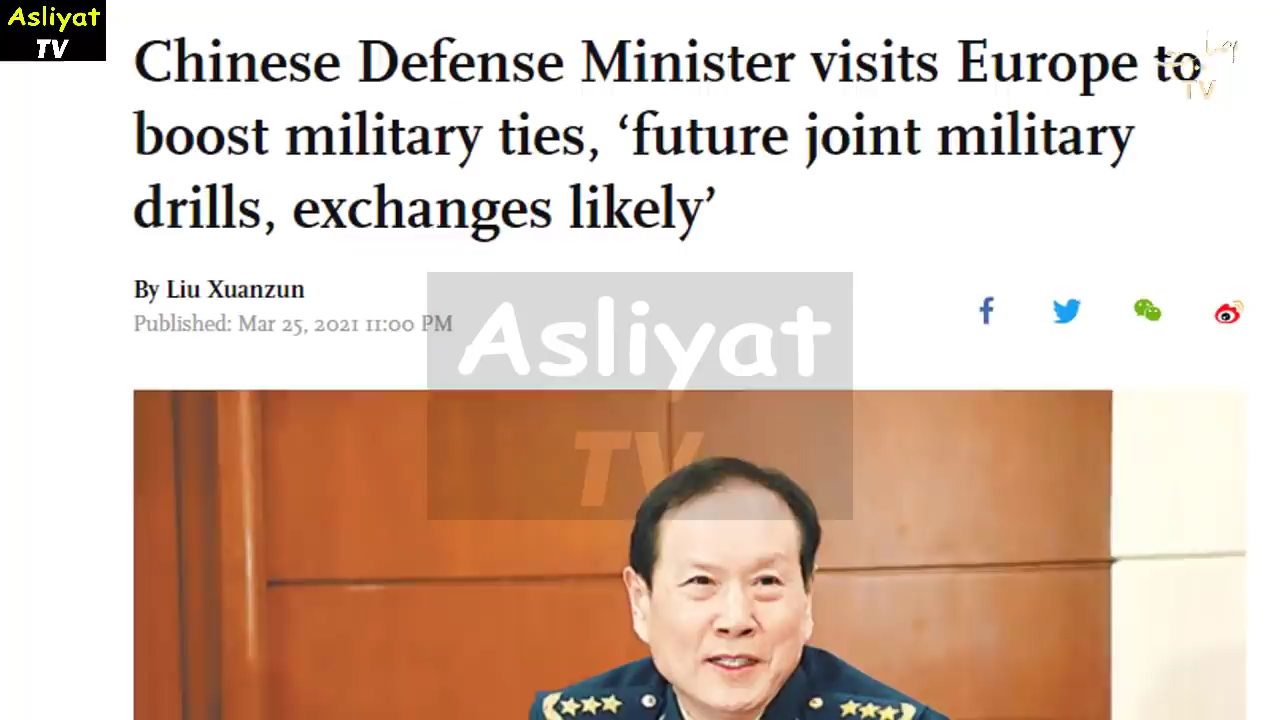 Asliyat
TV
Chinese Defense Minister visits Europe to
boost military ties, ‘future joint military
drills, exchanges likely’
TV
By Liu Xuanzun
Published: Mar 25, 2021 11:00 PM
Asliyat
TV